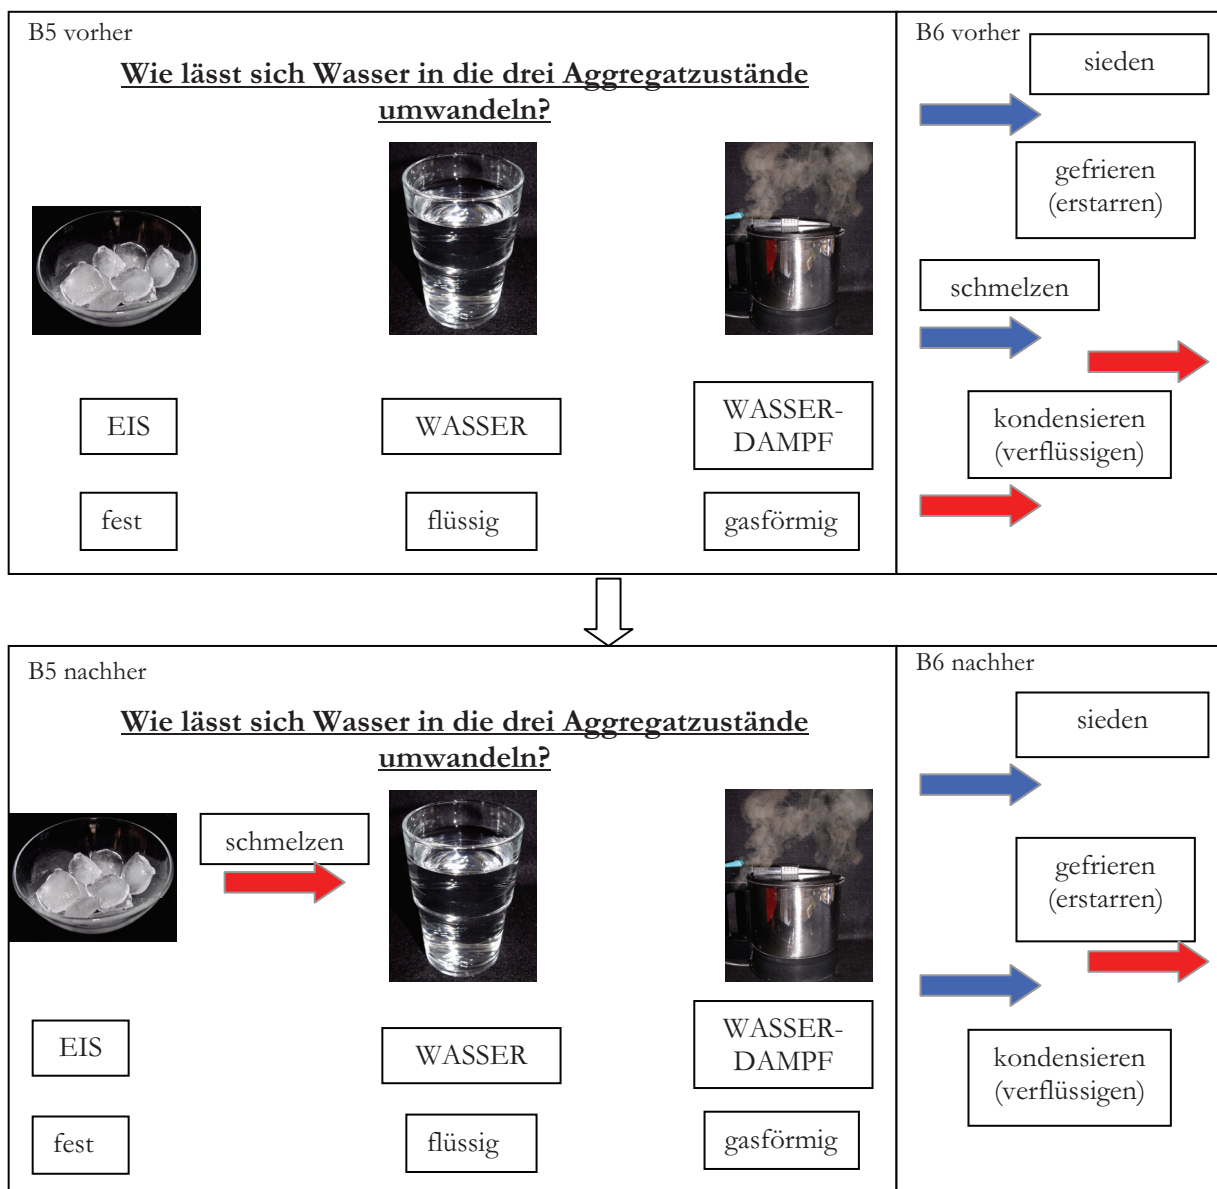 B5 vorher
Wie lässt sich Wasser in die drei Aggregatzustände
umwandeln?
EIS
WASSER
WASSER-
DAMPF
fest
flüssig
gasförmig
B6 vorher
sieden
gefrieren
(erstarren)
schmelzen
kondensieren
(verflüssigen)
B5 nachher
Wie lässt sich Wasser in die drei Aggregatzustände
umwandeln?
schmelzen
EIS
WASSER
WASSER-
DAMPF
fest
flüssig
gasförmig
B6 nachher
sieden
gefrieren
(erstarren)
kondensieren
(verflüssigen)